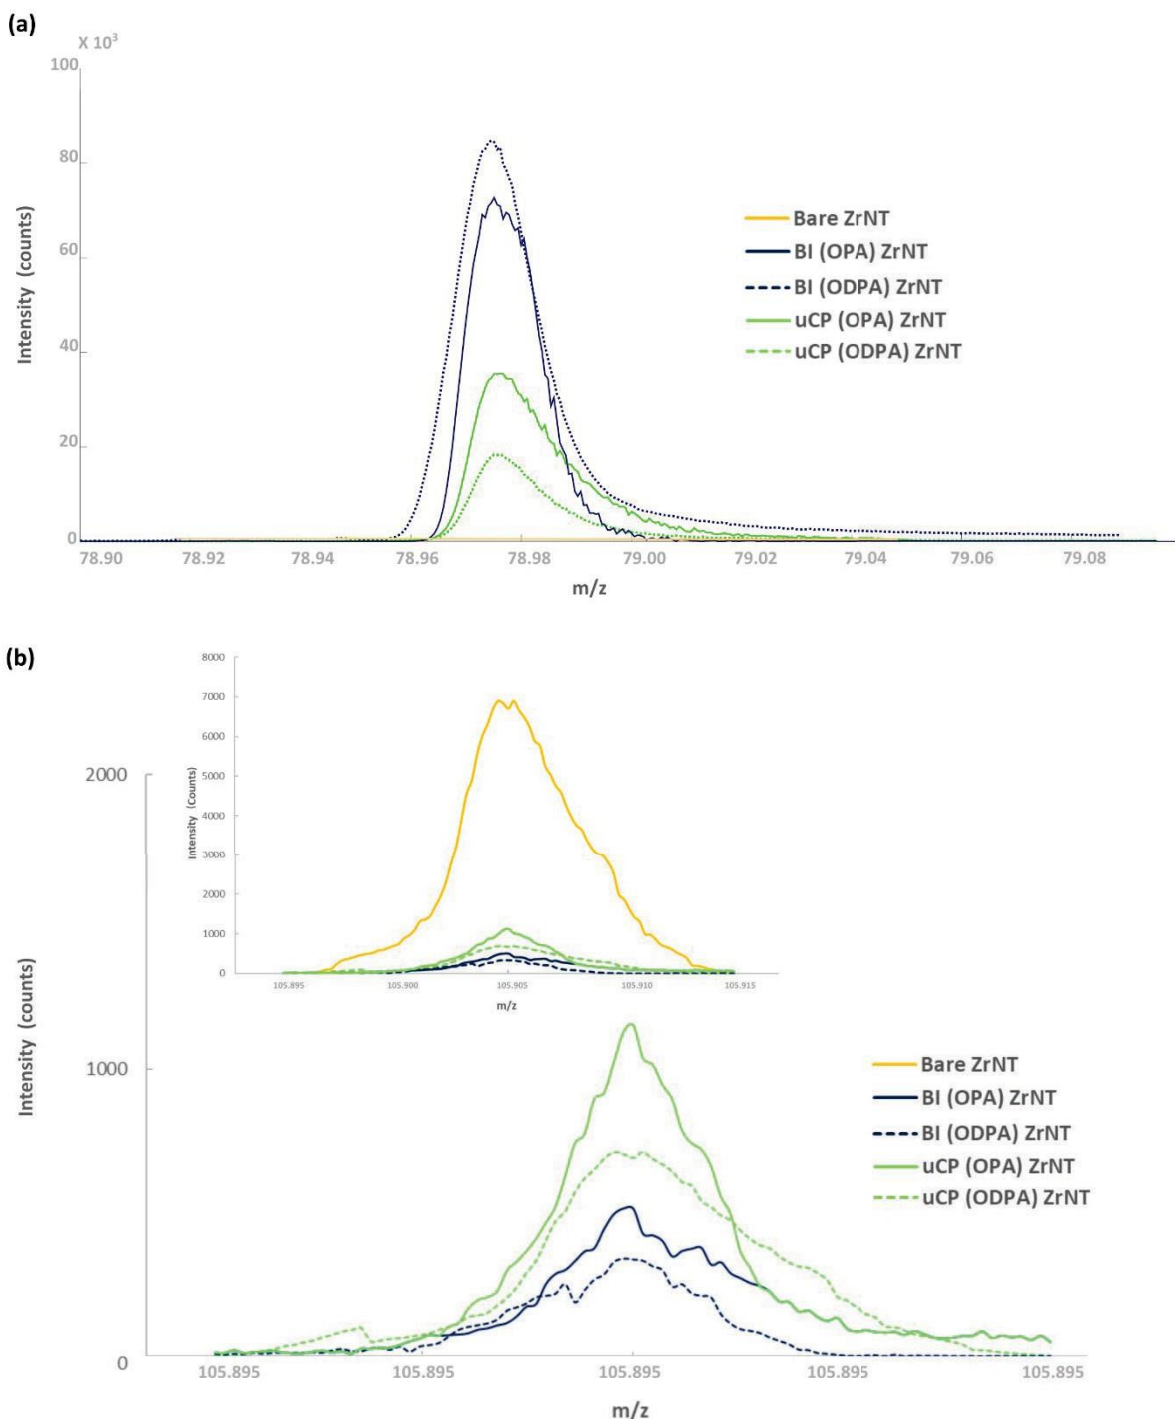 (a)
X 10³
100
80
60
40
20
0
Intensity (counts)
78.90 78.92 78.94 78.96 78.98 79.00 79.02 79.04 79.06 79.08
m/z
Bare ZrNT
BI (OPA) ZrNT
BI (ODPA) ZrNT
uCP (OPA) ZrNT
uCP (ODPA) ZrNT
(b)
8000
7000
6000
5000
4000
3000
2000
1000
0
Intensity (Counts)
105.895 105.900 105.905 105.910 105.915
m/z
2000
1000
0
Intensity (counts)
Bare ZrNT
BI (OPA) ZrNT
BI (ODPA) ZrNT
uCP (OPA) ZrNT
uCP (ODPA) ZrNT
105.895 105.895 105.895 105.895 105.895
m/z